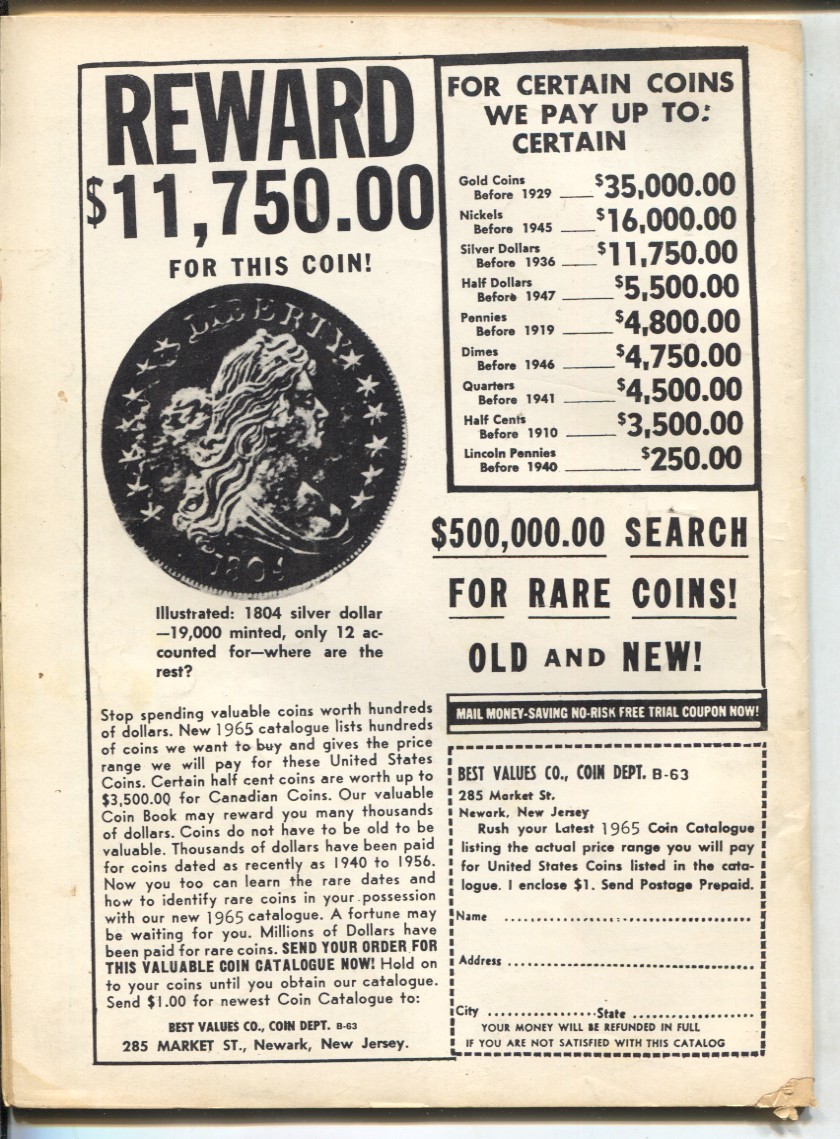 REWARD
$11,750.00
FOR THIS COIN!
LIBERTY
180
Illustrated: 1804 silver dollar
—19,000 minted, only 12 ac-
counted for—where are the
rest?
Stop spending valuable coins worth hundreds
of dollars. New 1965 catalogue lists hundreds
of coins we want to buy and gives the price
range we will pay for these United States
Coins. Certain half cent coins are worth up to
$3,500.00 for Canadian Coins. Our valuable
Coin Book may reward you many thousands
of dollars. Coins do not have to be old to be
valuable. Thousands of dollars have been paid
for coins dated as recently as 1940 to 1956.
Now you too can learn the rare dates and
how to identify rare coins in your possession
with our new 1965 catalogue. A fortune may
be waiting for you. Millions of Dollars have
been paid for rare coins. SEND YOUR ORDER FOR
THIS VALUABLE COIN CATALOGUE NOW! Hold on
to your coins until you obtain our catalogue.
Send $1.00 for newest Coin Catalogue to:
BEST VALUES CO., COIN DEPT. B-63
285 MARKET ST., Newark, New Jersey.
FOR CERTAIN COINS
WE PAY UP TO:
CERTAIN
Gold Coins
Before 1929 $35,000.00
Nickels
Before 1945 $16,000.00
Silver Dollars
Before 1936 $11,750.00
Half Dollars
Before 1947 $5,500.00
Pennies
Before 1919 $4,800.00
Dimes
Before 1946 $4,750.00
Quarters
Before 1941 $4,500.00
Half Cents
Before 1910 $3,500.00
Lincoln Pennies
Before 1940 $250.00
$500,000.00 SEARCH
FOR RARE COINS!
OLD AND NEW!
MAIL MONEY-SAVING NO-RISK FREE TRIAL COUPON NOW!
BEST VALUES CO., COIN DEPT. B-63
285 Market St.
Newark, New Jersey
Rush your Latest 1965 Coin Catalogue
listing the actual price range you will pay
for United States Coins listed in the cata-
logue. I enclose $1. Send Postage Prepaid.
Name
Address
City State
YOUR MONEY WILL BE REFUNDED IN FULL
IF YOU ARE NOT SATISFIED WITH THIS CATALOG